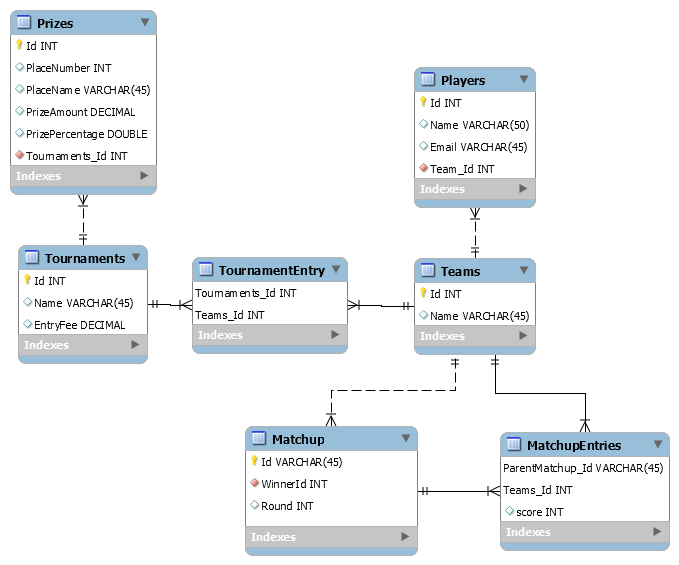 Prizes
Id INT
PlaceNumber INT
PlaceName VARCHAR(45)
PrizeAmount DECIMAL
PrizePercentage DOUBLE
Tournaments_Id INT
Indexes
Players
Id INT
Name VARCHAR(50)
Email VARCHAR(45)
Team_Id INT
Indexes
Tournaments
Id INT
Name VARCHAR(45)
EntryFee DECIMAL
Indexes
TournamentEntry
Tournaments_Id INT
Teams_Id INT
Indexes
Teams
Id INT
Name VARCHAR(45)
Indexes
Matchup
Id VARCHAR(45)
WinnerId INT
Round INT
Indexes
MatchupEntries
ParentMatchup_Id VARCHAR(45)
Teams_Id INT
score INT
Indexes